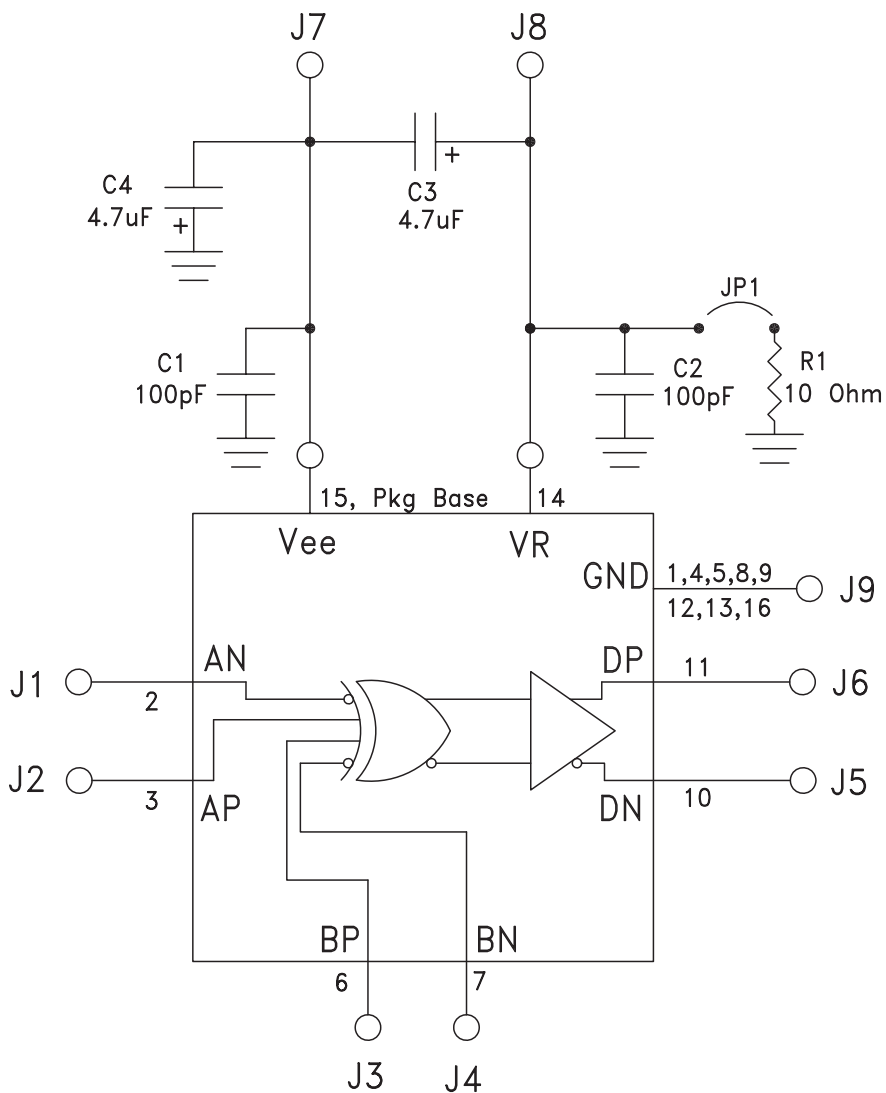 J7 J8
C4
4.7uF
+
+
C3
4.7uF
JP1
C1
100pF
C2
100pF
R1
10 Ohm
15, Pkg Base 14
Vee VR
GND 1,4,5,8,9
12,13,16
J9
AN DP 11
J1 J6
2
J2 J5
3 AP DN 10
BP BN
6 7
J3 J4